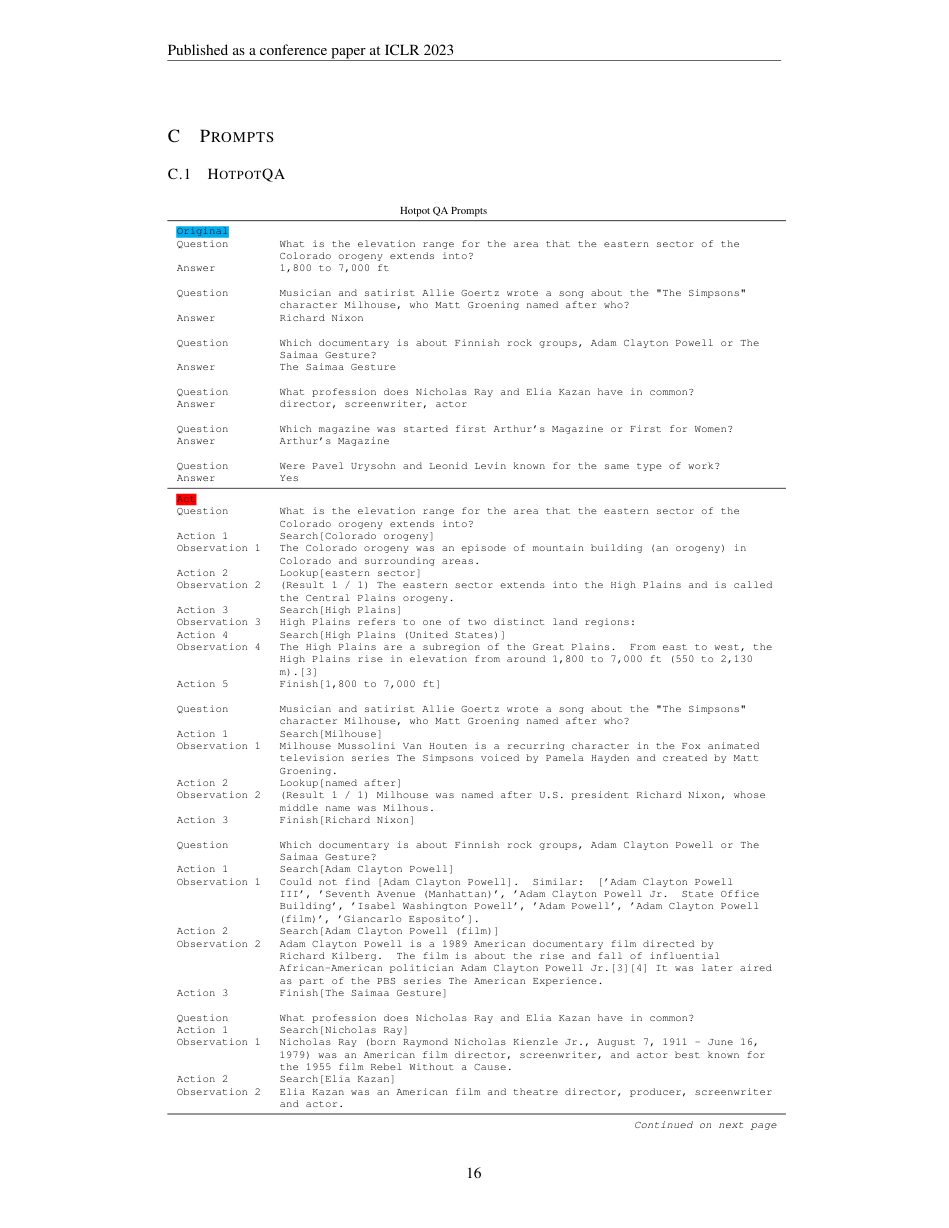 Published as a conference paper at ICLR 2023
C PROMPTS
C.1 HOTPOTQA
Hotpot QA Prompts
Original
Question What is the elevation range for the area that the eastern sector of the
Colorado orogeny extends into?
Answer 1,800 to 7,000 ft
Question Musician and satirist Allie Goertz wrote a song about the "The Simpsons"
character Milhouse, who Matt Groening named after who?
Answer Richard Nixon
Question Which documentary is about Finnish rock groups, Adam Clayton Powell or The
Saimaa Gesture?
Answer The Saimaa Gesture
Question What profession does Nicholas Ray and Elia Kazan have in common?
Answer director, screenwriter, actor
Question Which magazine was started first Arthur’s Magazine or First for Women?
Answer Arthur’s Magazine
Question Were Pavel Urysohn and Leonid Levin known for the same type of work?
Answer Yes
Act
Question What is the elevation range for the area that the eastern sector of the
Colorado orogeny extends into?
Action 1 Search[Colorado orogeny]
Observation 1 The Colorado orogeny was an episode of mountain building (an orogeny) in
Colorado and surrounding areas.
Action 2 Lookup[eastern sector]
Observation 2 (Result 1 / 1) The eastern sector extends into the High Plains and is called
the Central Plains orogeny.
Action 3 Search[High Plains]
Observation 3 High Plains refers to one of two distinct land regions:
Action 4 Search[High Plains (United States)]
Observation 4 The High Plains are a subregion of the Great Plains. From east to west, the
High Plains rise in elevation from around 1,800 to 7,000 ft (550 to 2,130
m).[3]
Action 5 Finish[1,800 to 7,000 ft]
Question Musician and satirist Allie Goertz wrote a song about the "The Simpsons"
character Milhouse, who Matt Groening named after who?
Action 1 Search[Milhouse]
Observation 1 Milhouse Mussolini Van Houten is a recurring character in the Fox animated
television series The Simpsons voiced by Pamela Hayden and created by Matt
Groening.
Action 2 Lookup[named after]
Observation 2 (Result 1 / 1) Milhouse was named after U.S. president Richard Nixon, whose
middle name was Milhous.
Action 3 Finish[Richard Nixon]
Question Which documentary is about Finnish rock groups, Adam Clayton Powell or The
Saimaa Gesture?
Action 1 Search[Adam Clayton Powell]
Observation 1 Could not find [Adam Clayton Powell]. Similar: [’Adam Clayton Powell
III’, ’Seventh Avenue (Manhattan)’, ’Adam Clayton Powell Jr. State Office
Building’, ’Isabel Washington Powell’, ’Adam Powell’, ’Adam Clayton Powell
(film)’, ’Giancarlo Esposito’].
Action 2 Search[Adam Clayton Powell (film)]
Observation 2 Adam Clayton Powell is a 1989 American documentary film directed by
Richard Kilberg. The film is about the rise and fall of influential
African-American politician Adam Clayton Powell Jr.[3][4] It was later aired
as part of the PBS series The American Experience.
Action 3 Finish[The Saimaa Gesture]
Question What profession does Nicholas Ray and Elia Kazan have in common?
Action 1 Search[Nicholas Ray]
Observation 1 Nicholas Ray (born Raymond Nicholas Kienzle Jr., August 7, 1911 - June 16,
1979) was an American film director, screenwriter, and actor best known for
the 1955 film Rebel Without a Cause.
Action 2 Search[Elia Kazan]
Observation 2 Elia Kazan was an American film and theatre director, producer, screenwriter
and actor.
Continued on next page
16